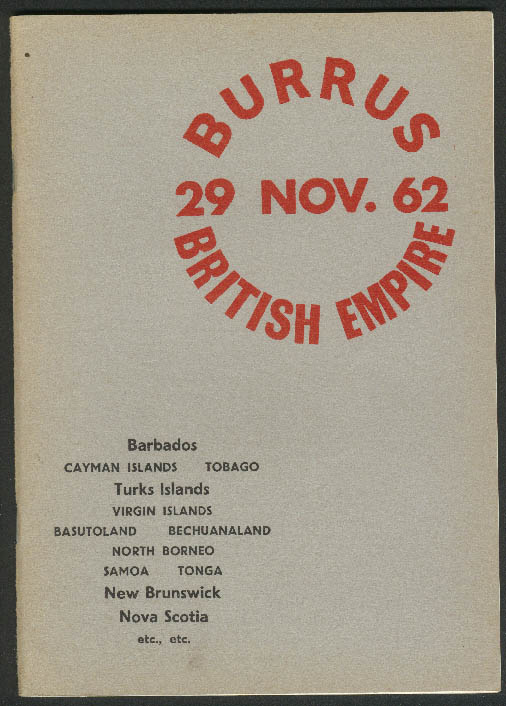 BURRUS
29 NOV. 62
BRITISH EMPIRE
Barbados
CAYMAN ISLANDS TOBAGO
Turks Islands
VIRGIN ISLANDS
BASUTOLAND BECHUANALAND
NORTH BORNEO
SAMOA TONGA
New Brunswick
Nova Scotia
etc., etc.